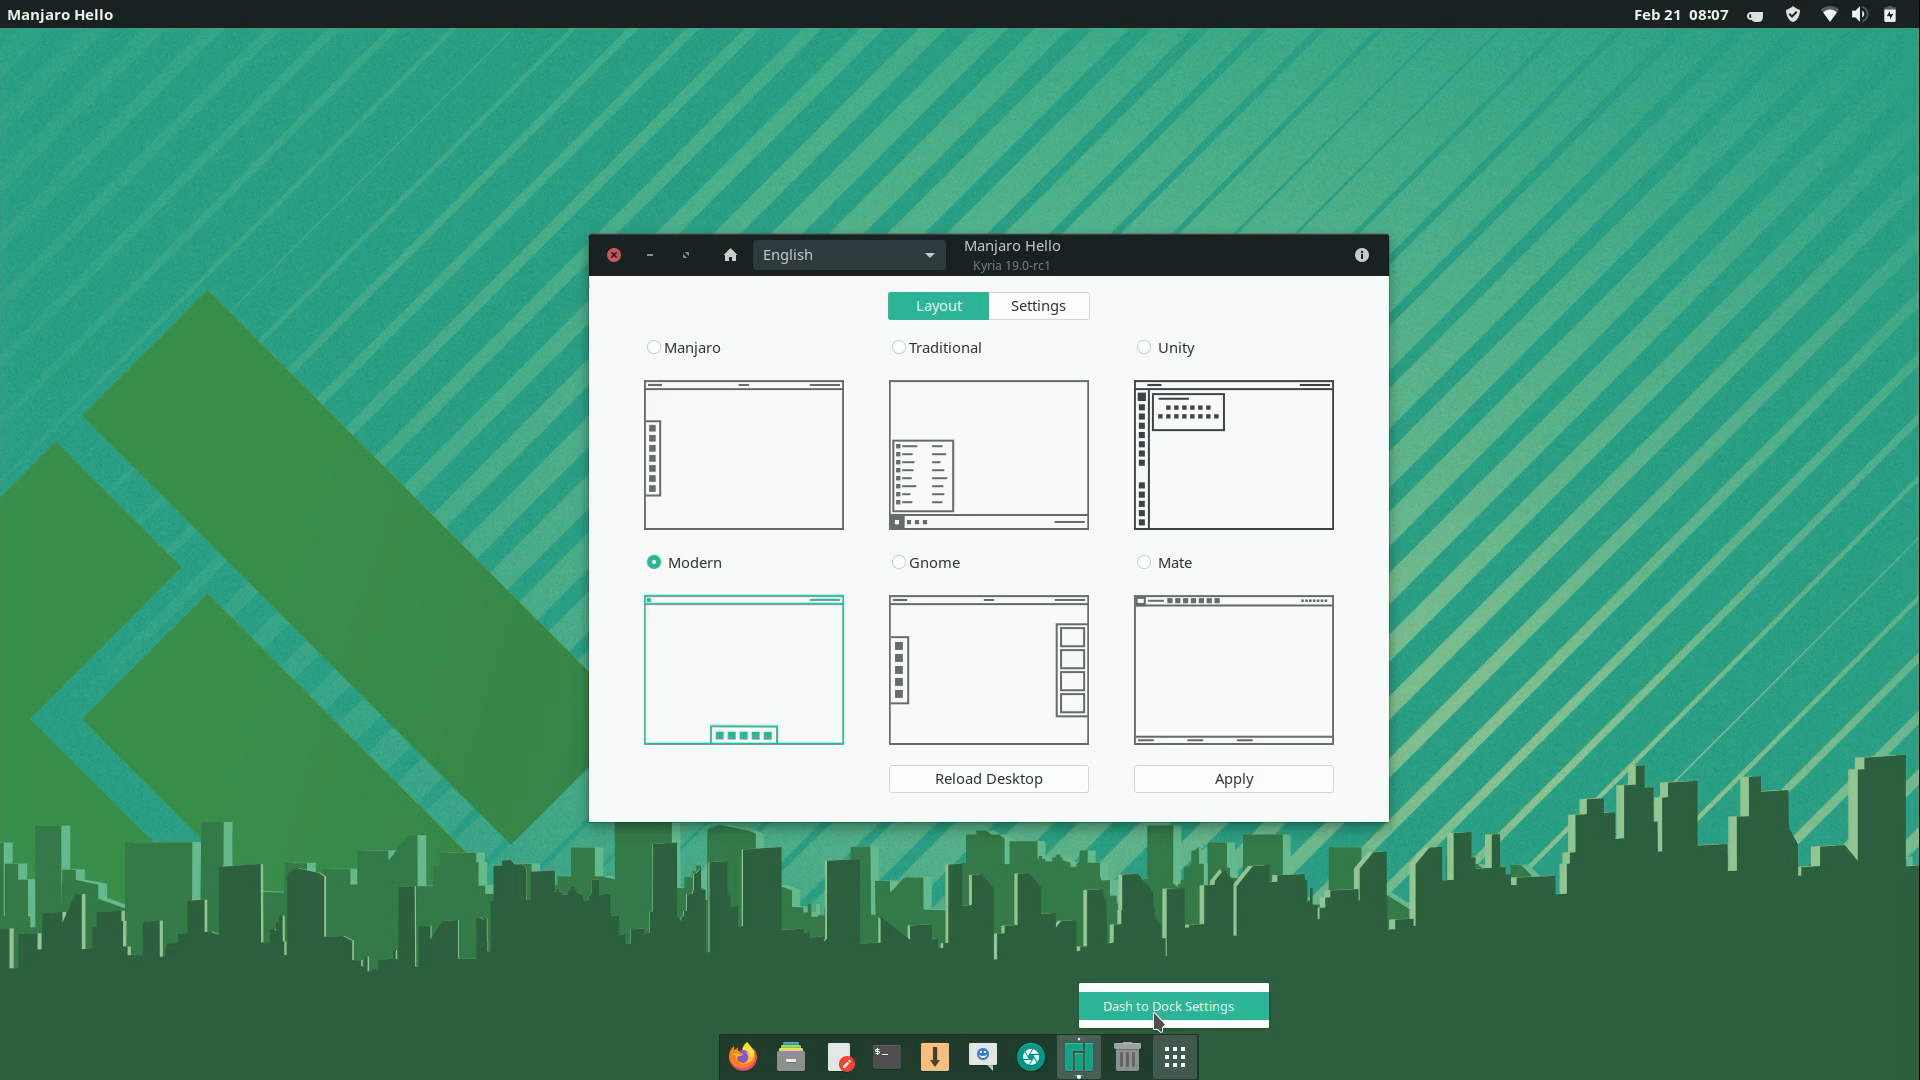 Manjaro Hello
Feb 21 08:07
English
Manjaro Hello
Kyria 19.0-rc1
Layout
Settings
Manjaro
Traditional
Unity
Modern
Gnome
Mate
Reload Desktop
Apply
Dash to Dock Settings
$_